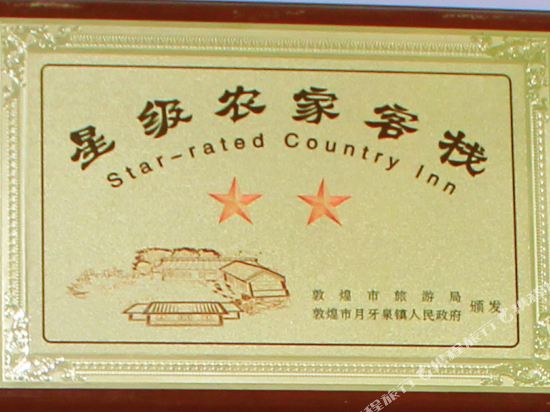 星级农家客栈
Star-rated Country Inn
敦煌市旅游局
敦煌市月牙泉镇人民政府
颁发